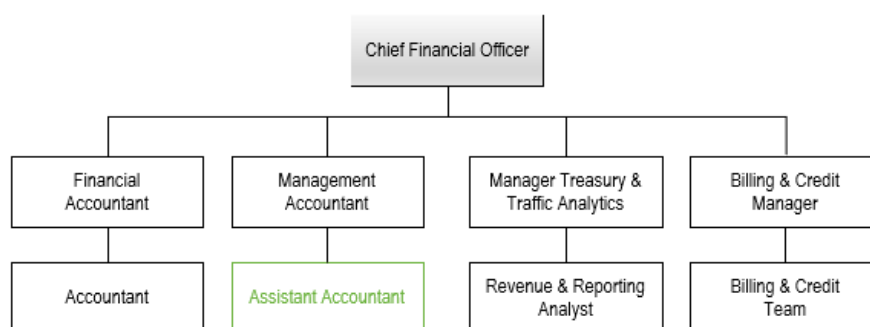 Chief Financial Officer
Financial
Accountant
Management
Accountant
Manager Treasury &
Traffic Analytics
Billing & Credit
Manager
Accountant
Assistant Accountant
Revenue & Reporting
Analyst
Billing & Credit
Team